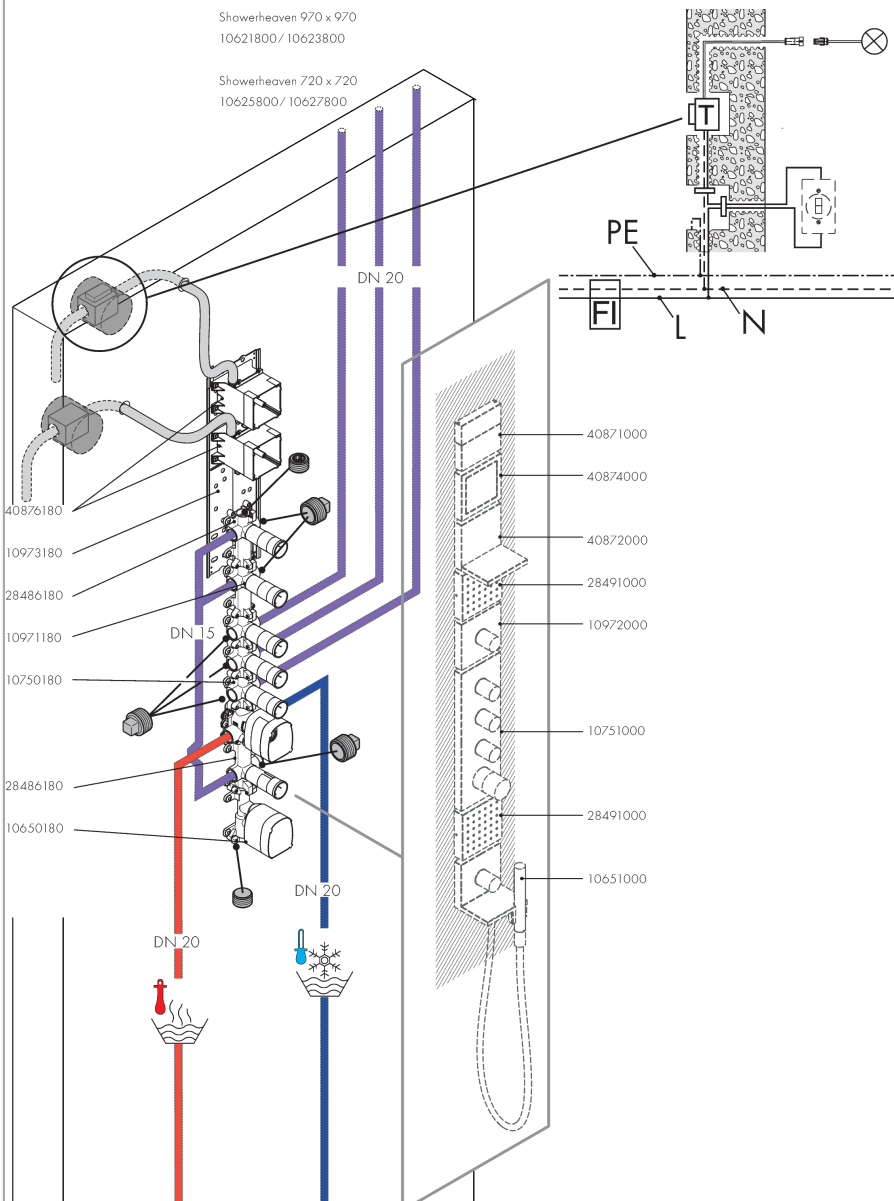 Showerheaven 970 x 970
10621800/10623800
Showerheaven 720 x 720
10625800/10627800
T
PE
FI
L
N
DN 20
40871000
40874000
40876180
10973180
40872000
28486180
28491000
10971180
DN 15
10972000
10750180
10751000
28486180
28491000
10650180
10651000
DN 20
DN 20